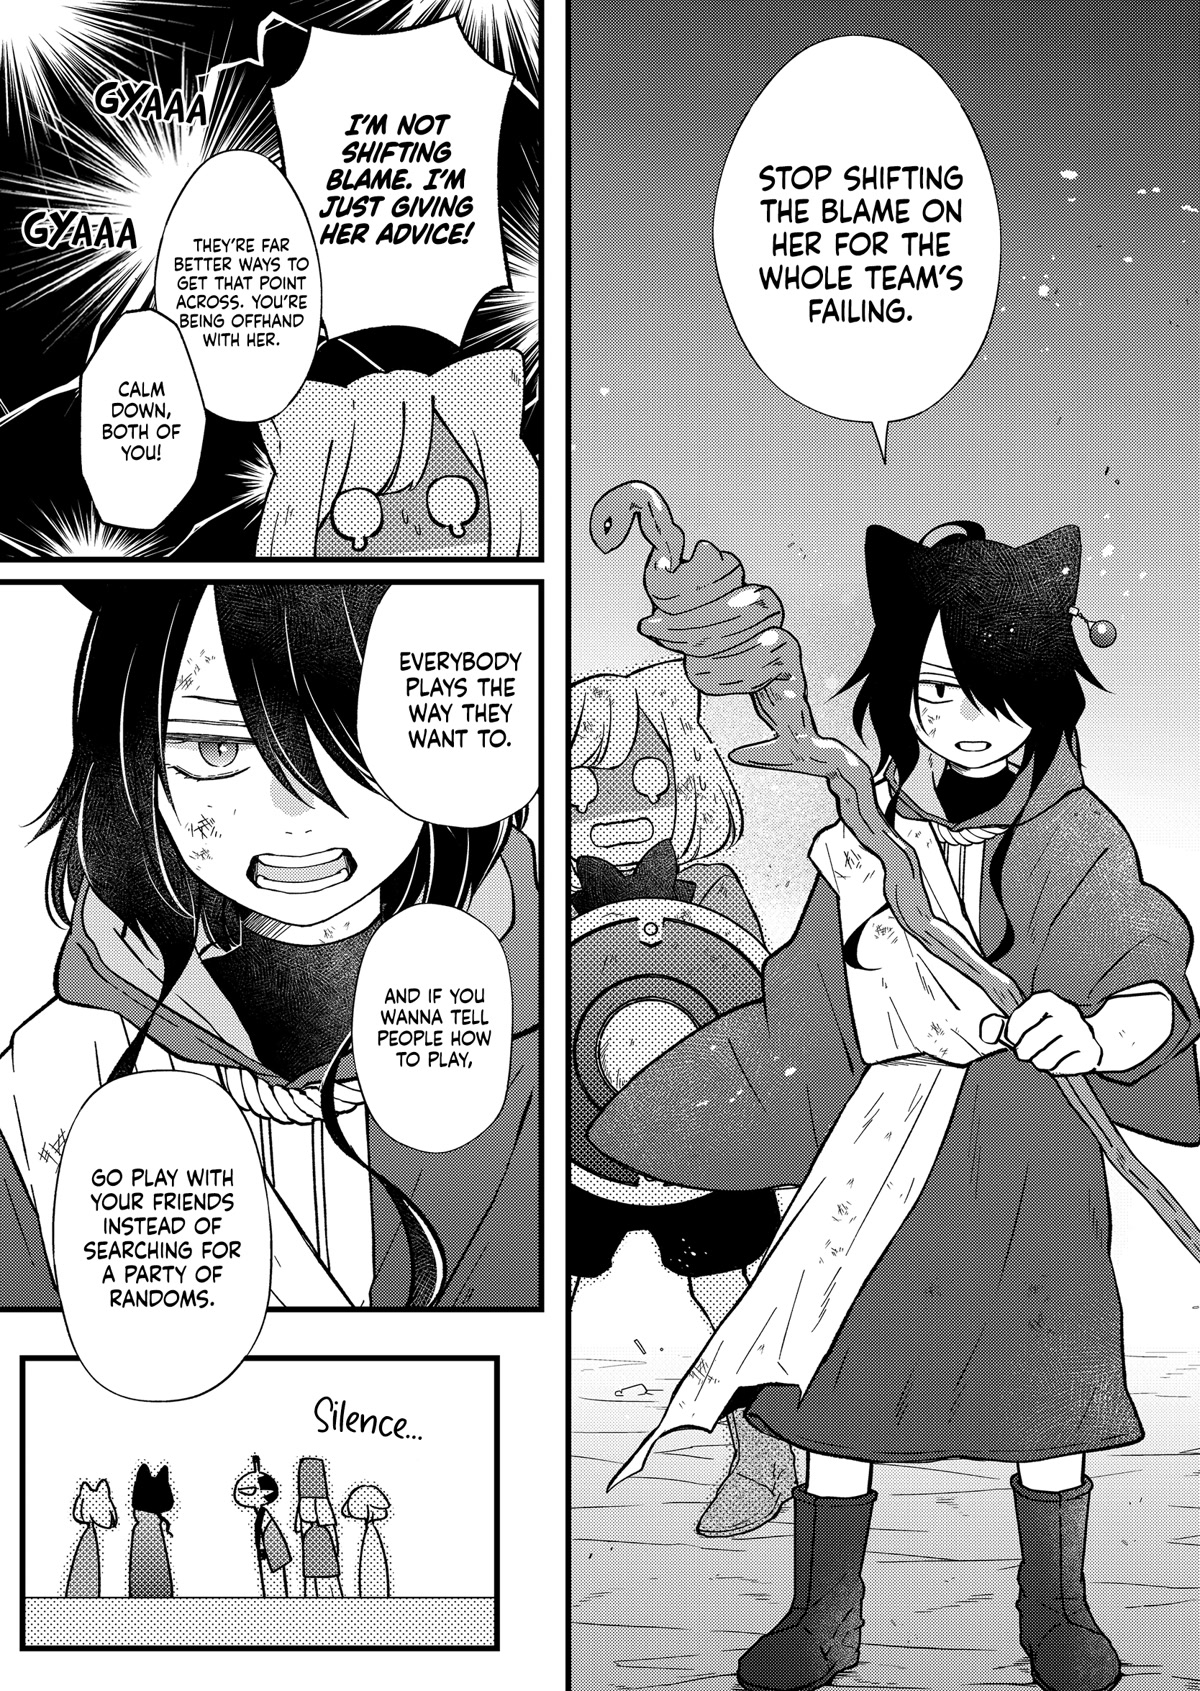 STOP SHIFTING
THE BLAME ON
HER FOR THE
WHOLE TEAM'S
FAILING.
I'M NOT
SHIFTING
BLAME. I'M
JUST GIVING
HER ADVICE!
GYAAA
THEY'RE FAR
BETTER WAYS TO
GET THAT POINT
ACROSS. YOU'RE
BEING OFFHAND
WITH HER.
GYAAA
CALM
DOWN,
BOTH OF
YOU!
EVERYBODY
PLAYS THE
WAY THEY
WANT TO.
AND IF YOU
WANNA TELL
PEOPLE HOW
TO PLAY,
GO PLAY WITH
YOUR FRIENDS
INSTEAD OF
SEARCHING FOR
A PARTY OF
RANDOMS.
Silence...